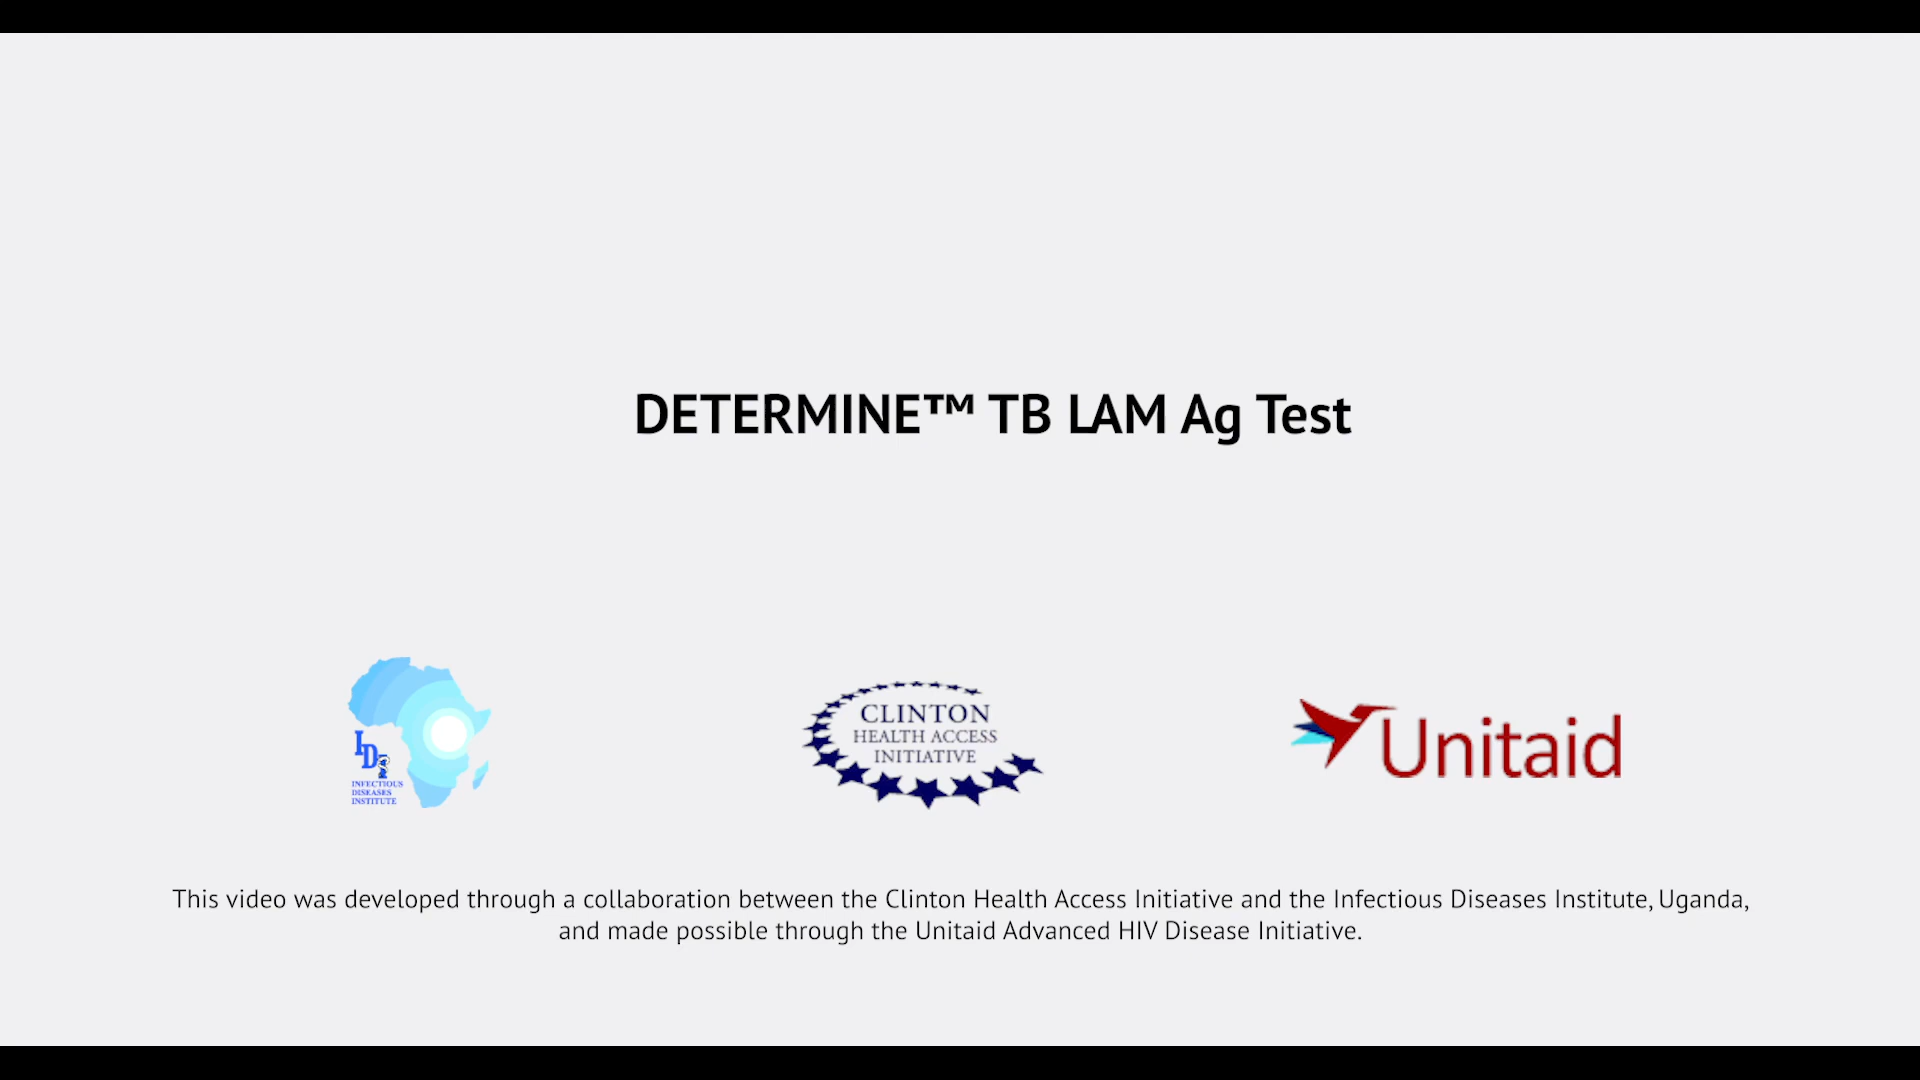 DETERMINE™ TB LAM Ag Test
IDI
INFECTIOUS
DISEASES
INSTITUTE
CLINTON
HEALTH ACCESS
INITIATIVE
Unitaid
This video was developed through a collaboration between the Clinton Health Access Initiative and the Infectious Diseases Institute, Uganda,
and made possible through the Unitaid Advanced HIV Disease Initiative.